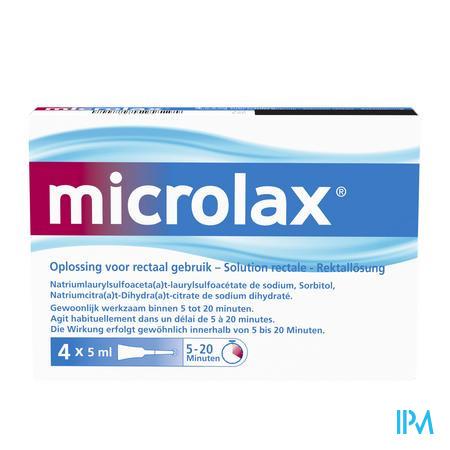 microlax®
Oplossing voor rectaal gebruik – Solution rectale - Rektallösung
Natriumlaurylsulfoaceta(a)t-laurylsulfoacétate de sodium, Sorbitol,
Natriumcitra(a)t-Dihydra(a)t-citrate de sodium dihydraté.
Gewoonlijk werkzaam binnen 5 tot 20 minuten.
Agit habituellement dans un délai de 5 à 20 minutes.
Die Wirkung erfolgt gewöhnlich innerhalb von 5 bis 20 Minuten.
4 x 5 ml
5-20
Minuten
IPM